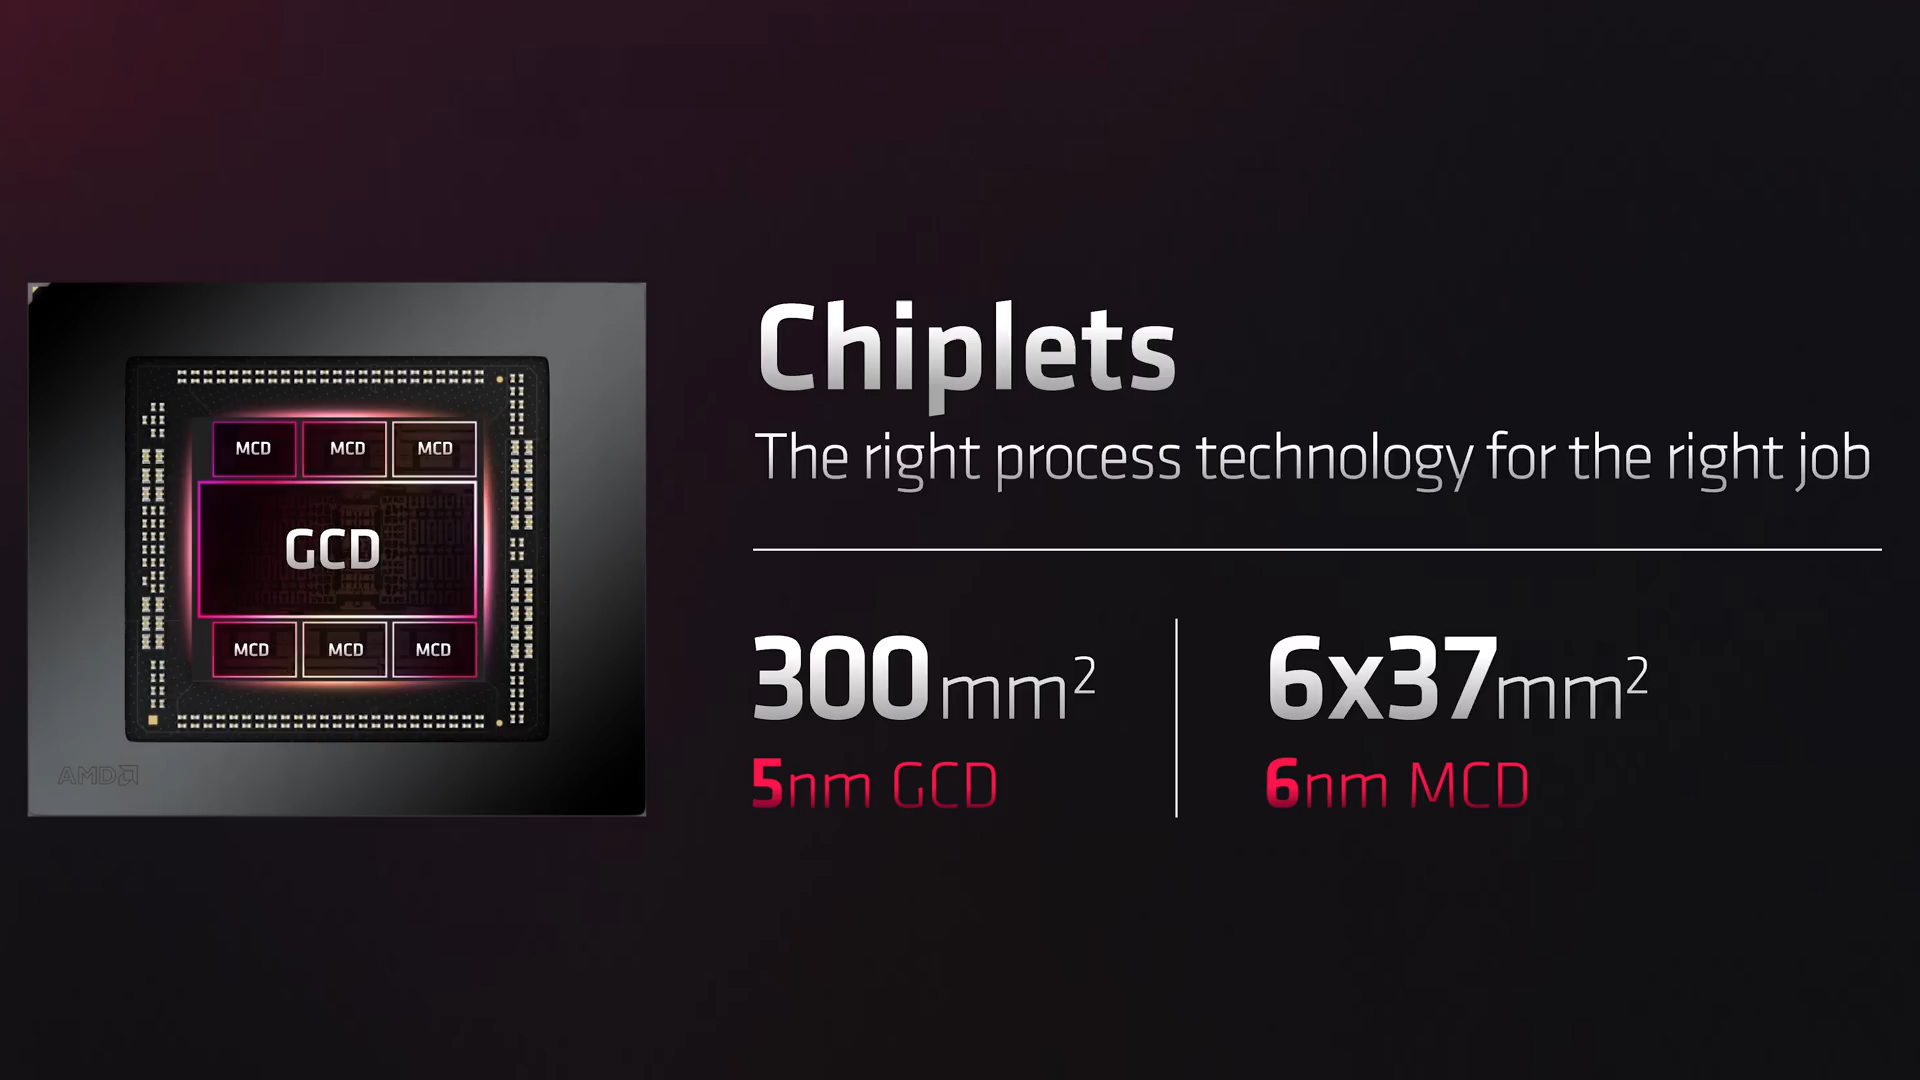 Chiplets
The right process technology for the right job
MCD MCD MCD
GCD
MCD MCD MCD
AMD
300mm²
5nm GCD
6x37mm²
6nm MCD